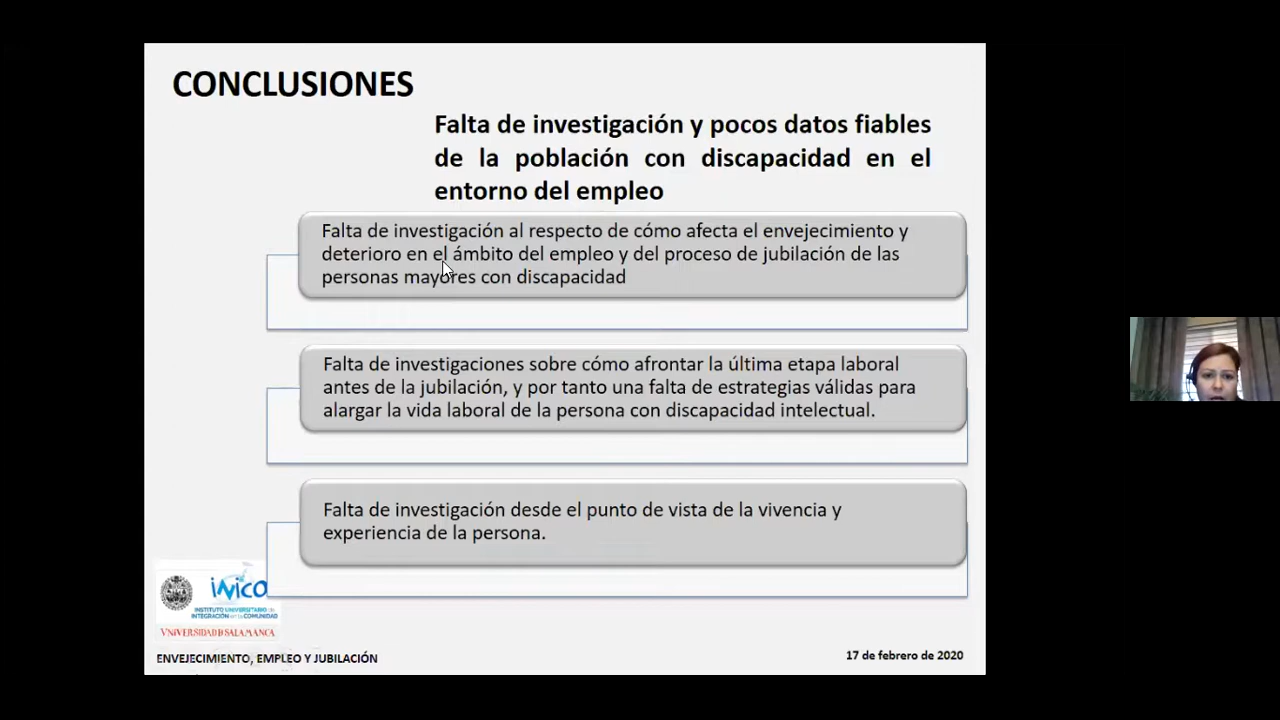 CONCLUSIONES
Falta de investigación y pocos datos fiables
de la población con discapacidad en el
entorno del empleo
Falta de investigación al respecto de cómo afecta el envejecimiento y
deterioro en el ámbito del empleo y del proceso de jubilación de las
personas mayores con discapacidad
Falta de investigaciones sobre cómo afrontar la última etapa laboral
antes de la jubilación, y por tanto una falta de estrategias válidas para
alargar la vida laboral de la persona con discapacidad intelectual.
Falta de investigación desde el punto de vista de la vivencia y
experiencia de la persona.
inico
INSTITUTO UNIVERSITARIO de
INTEGRACIÓN en la COMUNIDAD
VNIVERSIDAD D SALAMANCA
ENVEJECIMIENTO, EMPLEO Y JUBILACIÓN
17 de febrero de 2020